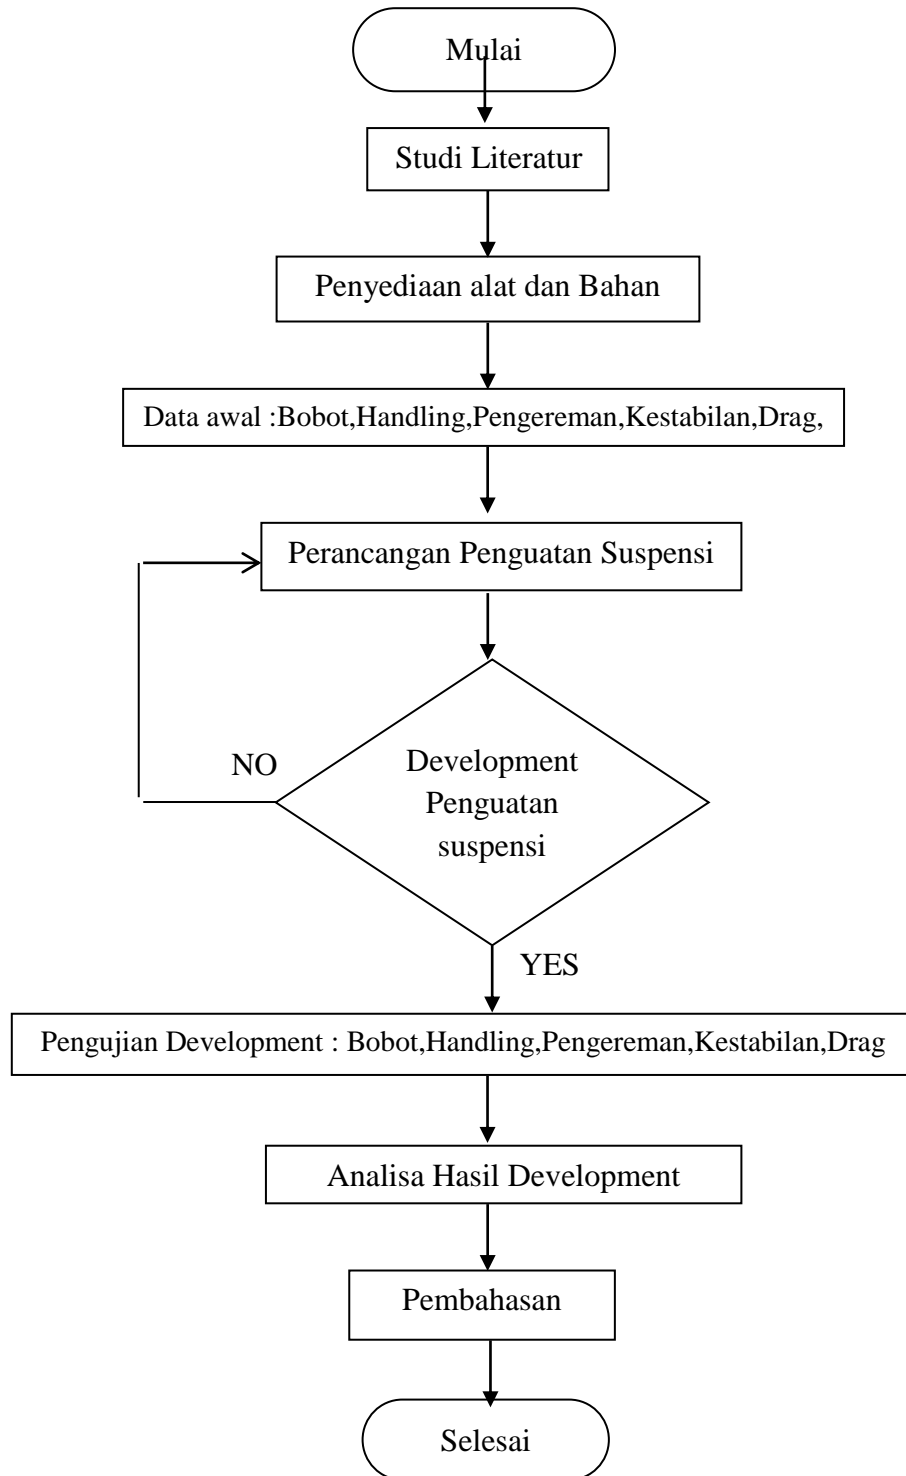 Mulai
Studi Literatur
Penyediaan alat dan Bahan
Data awal :Bobot,Handling,Pengereman,Kestabilan,Drag,
Perancangan Penguatan Suspensi
NO
Development
Penguatan
suspensi
YES
Pengujian Development : Bobot,Handling,Pengereman,Kestabilan,Drag
Analisa Hasil Development
Pembahasan
Selesai